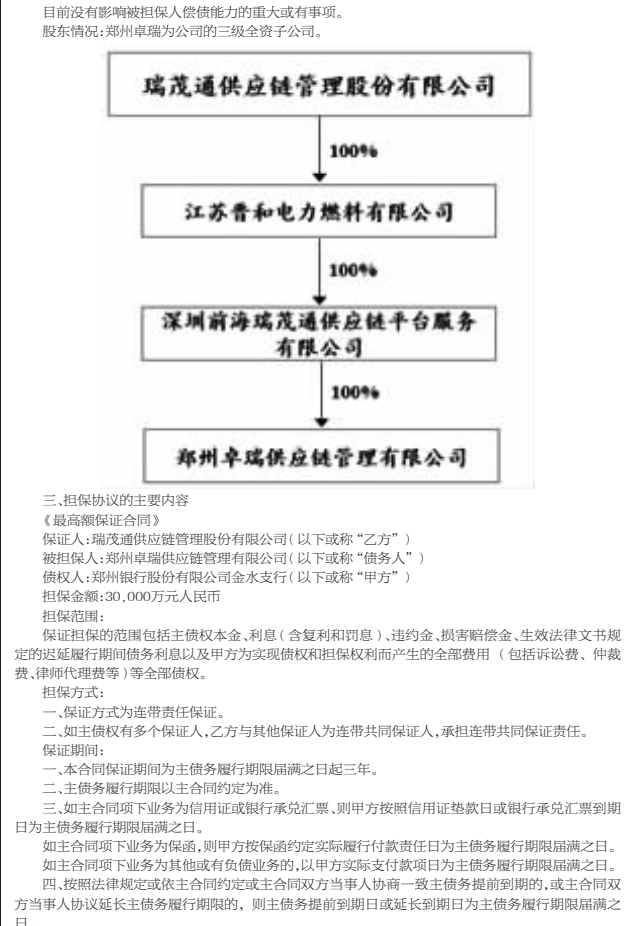 目前没有影响被担保人偿债能力的重大或有事项。
股东情况:郑州卓瑞为公司的三级全资子公司。
瑞茂通供应链管理股份有限公司
100%
江苏晋和电力燃料有限公司
100%
深圳前海瑞茂通供应链平台服务
有限公司
100%
郑州卓瑞供应链管理有限公司
三、担保协议的主要内容
《最高额保证合同》
保证人:瑞茂通供应链管理股份有限公司(以下或称“乙方”)
被担保人:郑州卓瑞供应链管理有限公司(以下或称“债务人”)
债权人:郑州银行股份有限公司金水支行(以下或称“甲方”)
担保金额:30,000万元人民币
担保范围:
保证担保的范围包括主债权本金、利息(含复利和罚息)、违约金、损害赔偿金、生效法律文书规
定的迟延履行期间债务利息以及甲方为实现债权和担保权利而产生的全部费用 (包括诉讼费、仲裁
费、律师代理费等)等全部债权。
担保方式:
一、保证方式为连带责任保证。
二、如主债权有多个保证人,乙方与其他保证人为连带共同保证人,承担连带共同保证责任。
保证期间:
一、本合同保证期间为主债务履行期限届满之日起三年。
二、主债务履行期限以主合同约定为准。
三、如主合同项下业务为信用证或银行承兑汇票、则甲方按照信用证垫款日或银行承兑汇票到期
日为主债务履行期限届满之日。
如主合同项下业务为保函,则甲方按保函约定实际履行付款责任日为主债务履行期限届满之日。
如主合同项下业务为其他或有负债业务的,以甲方实际支付款项日为主债务履行期限届满之日。
四、按照法律规定或依主合同约定或主合同双方当事人协商一致主债务提前到期的,或主合同双
方当事人协议延长主债务履行期限的, 则主债务提前到期日或延长到期日为主债务履行期限届满之
日